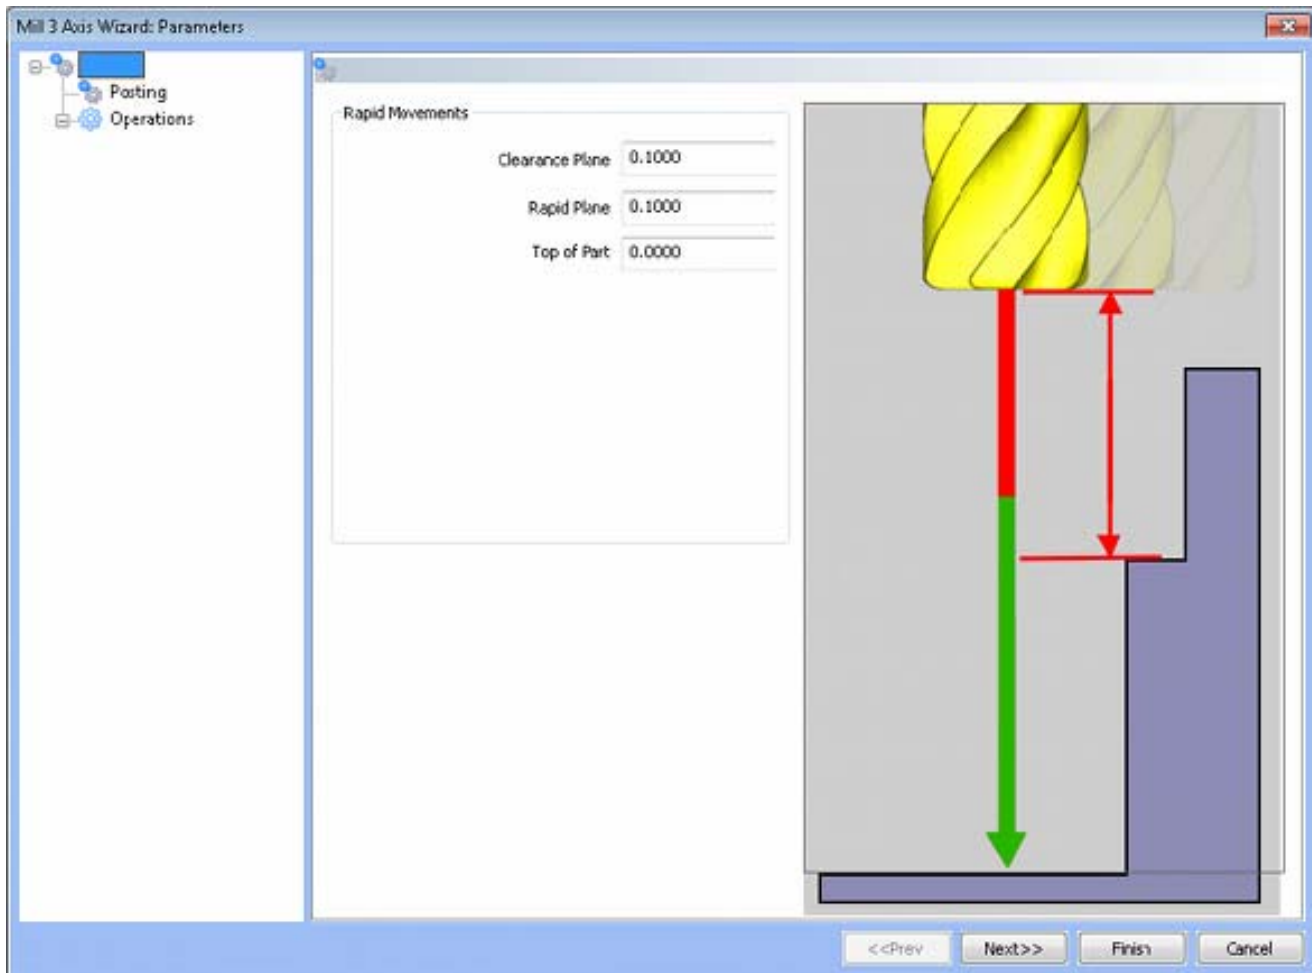 Mill 3 Axis Wizard: Parameters
Posting
Operations
Rapid Movements
Clearance Plane 0.1000
Rapid Plane 0.1000
Top of Part 0.0000
<<Prev Next>> Finish Cancel